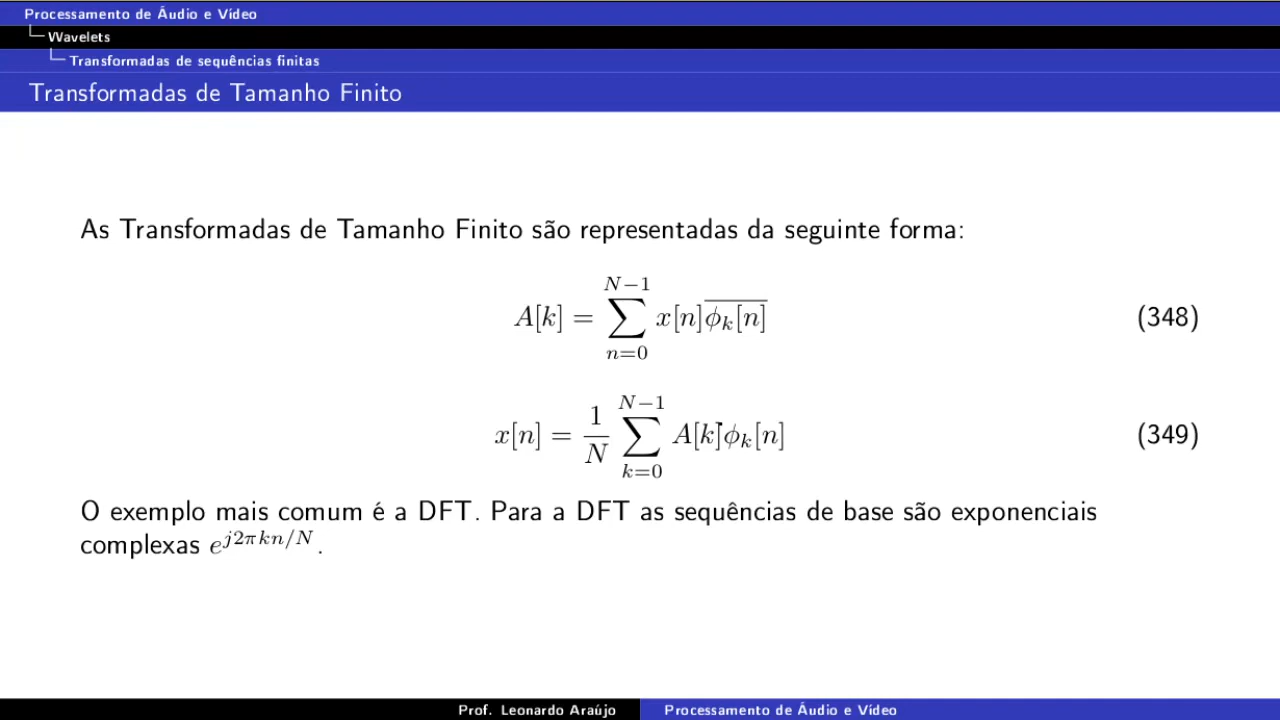 Processamento de Áudio e Vídeo
Wavelets
Transformadas de sequências finitas
Transformadas de Tamanho Finito
As Transformadas de Tamanho Finito são representadas da seguinte forma:
A[k] = \sum_{n=0}^{N-1} x[n]\overline{\phi_k[n]} (348)
x[n] = \frac{1}{N} \sum_{k=0}^{N-1} A[k]\phi_k[n] (349)
O exemplo mais comum é a DFT. Para a DFT as sequências de base são exponenciais
complexas e^{j2\pi kn/N}.
Prof. Leonardo Araújo Processamento de Áudio e Vídeo